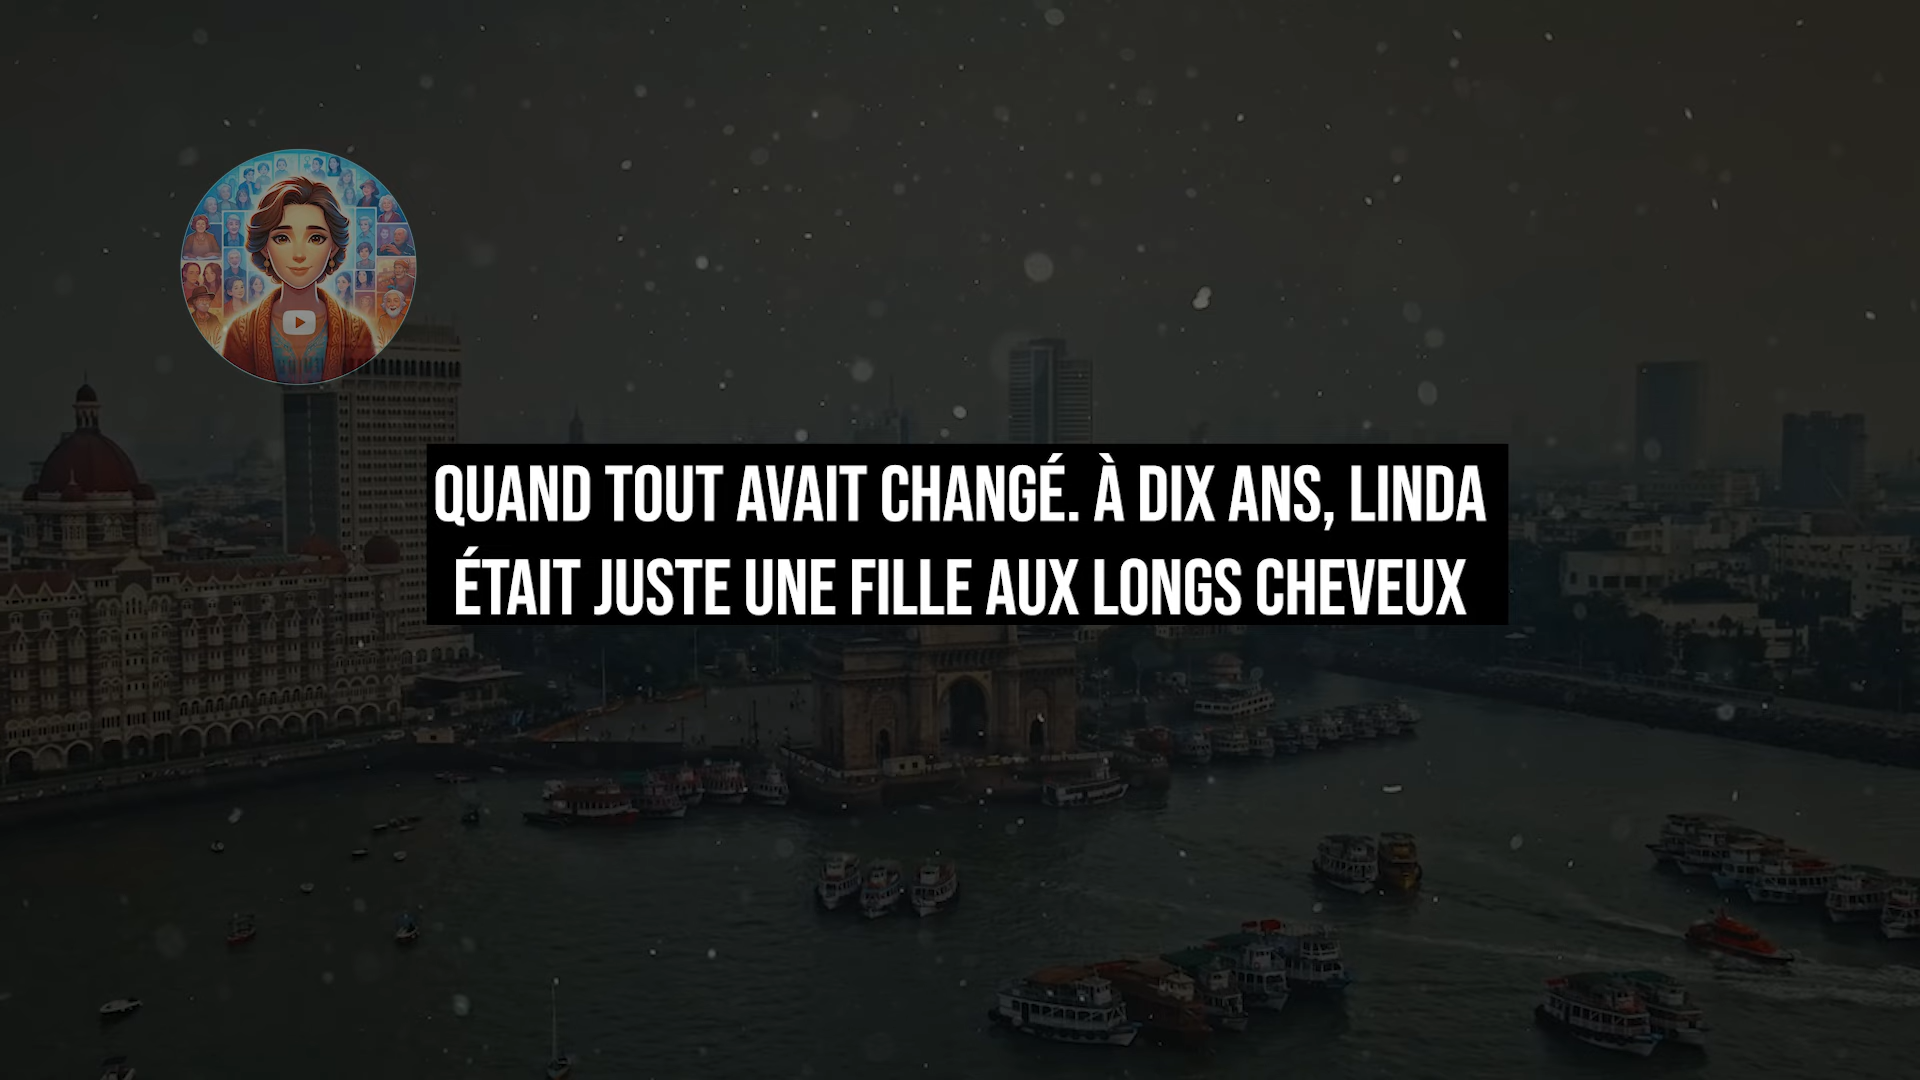 QUAND TOUT AVAIT CHANGÉ. À DIX ANS, LINDA
ÉTAIT JUSTE UNE FILLE AUX LONGS CHEVEUX